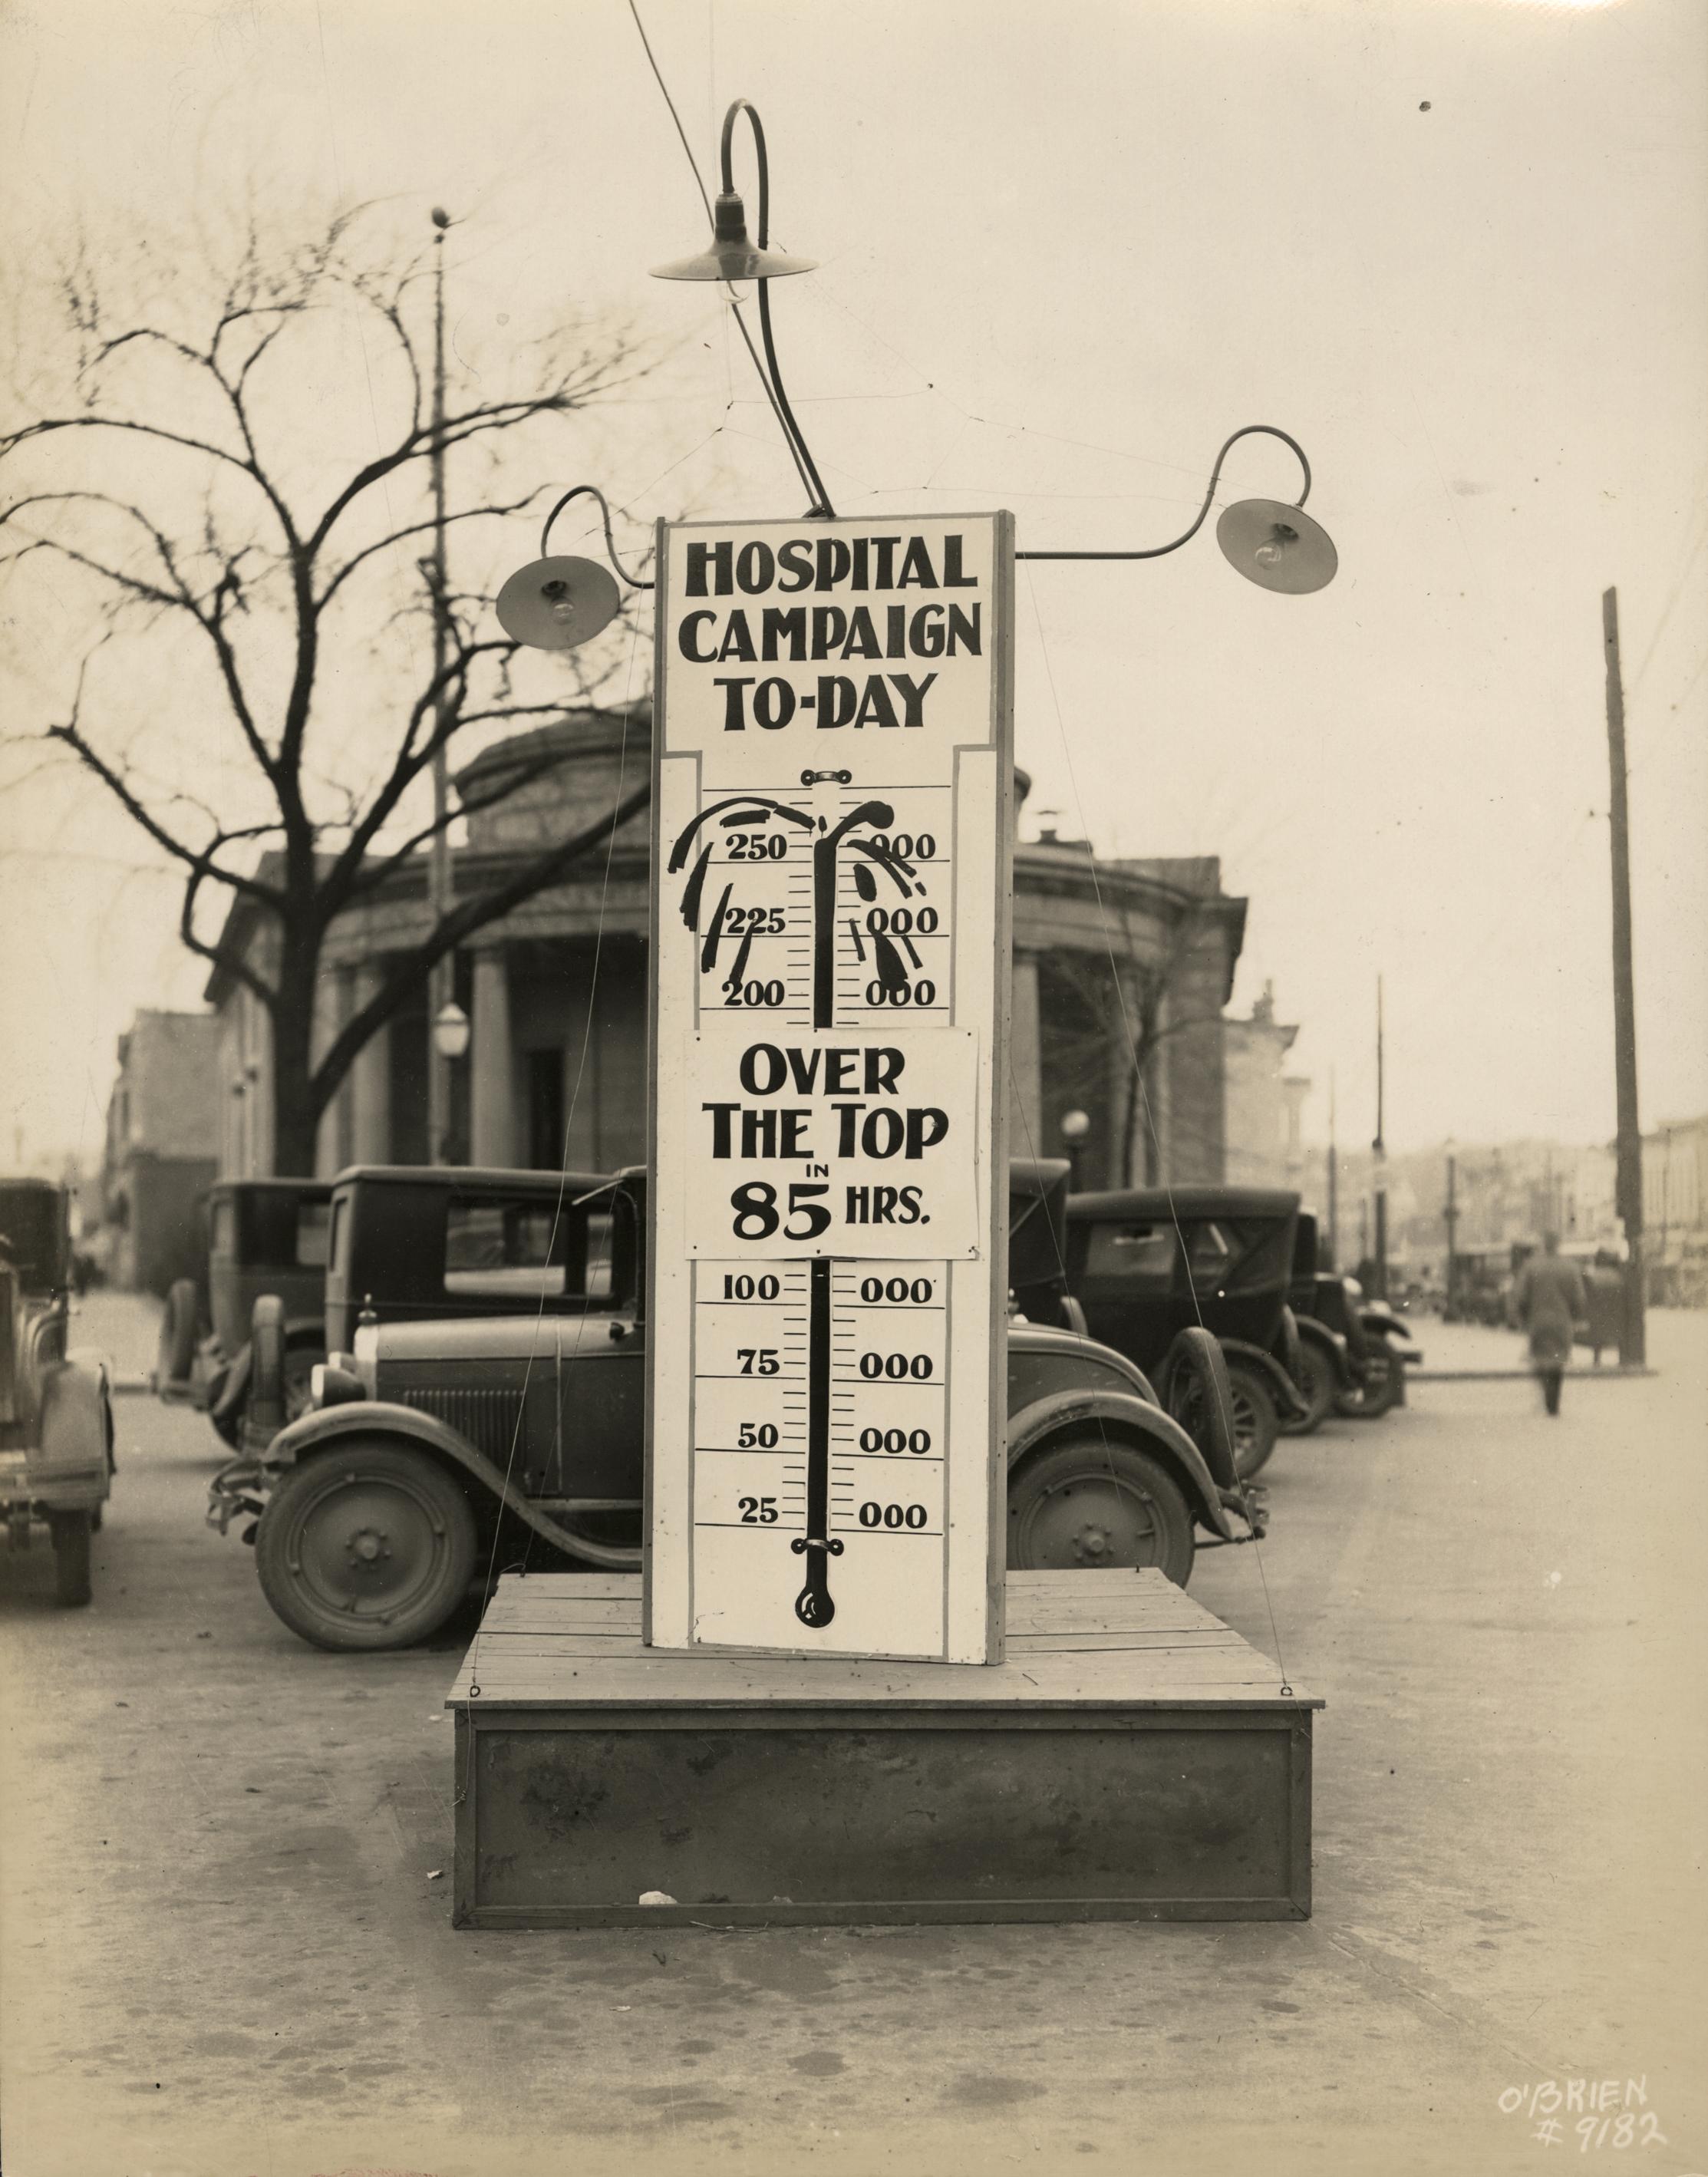 HOSPITAL
CAMPAIGN
TO-DAY
250 000
225 000
200 000
OVER
THE TOP
IN
85 HRS.
100 000
75 000
50 000
25 000
O'BRIEN
# 9182